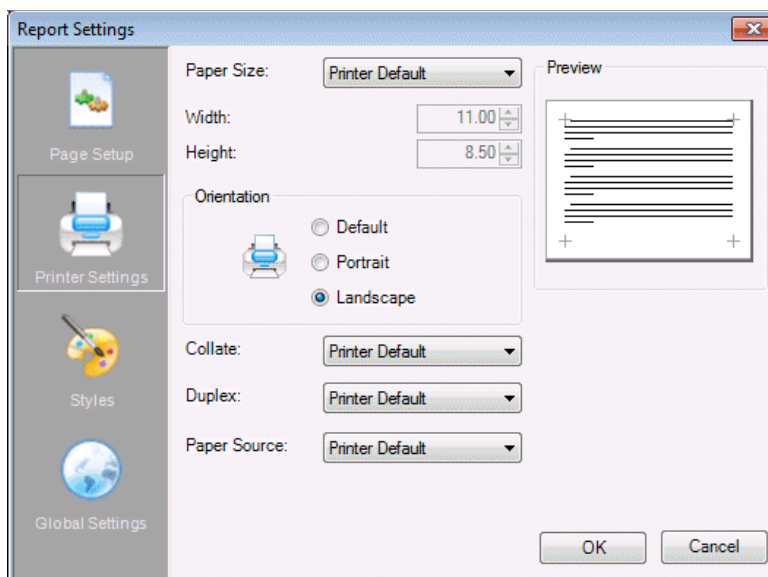 Report Settings
Page Setup
Printer Settings
Styles
Global Settings
Paper Size: Printer Default
Width: 11.00
Height: 8.50
Orientation
Default
Portrait
Landscape
Collate: Printer Default
Duplex: Printer Default
Paper Source: Printer Default
Preview
OK Cancel